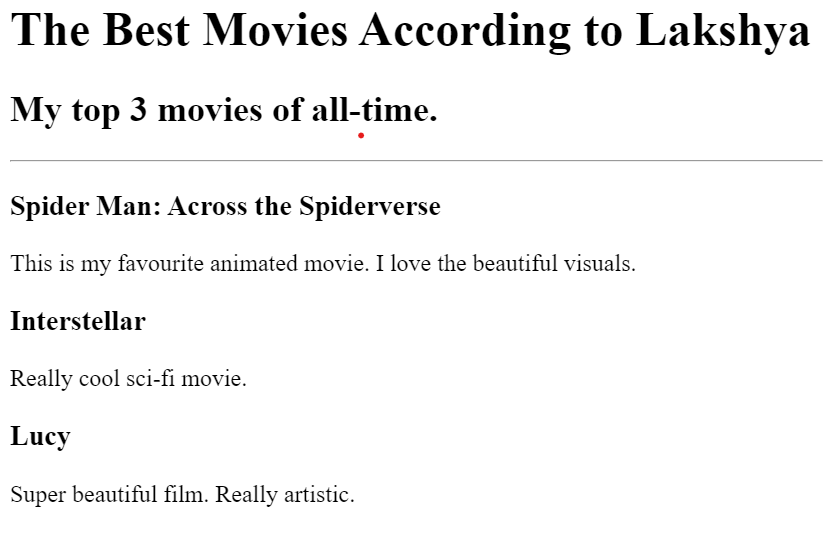 The Best Movies According to Lakshya
My top 3 movies of all-time.
Spider Man: Across the Spiderverse
This is my favourite animated movie. I love the beautiful visuals.
Interstellar
Really cool sci-fi movie.
Lucy
Super beautiful film. Really artistic.